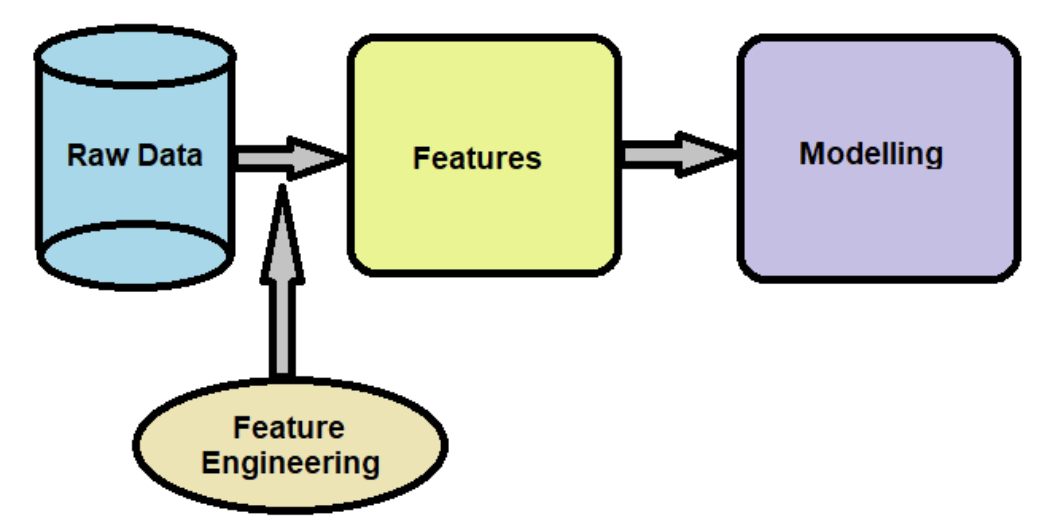 Raw Data
Features
Modelling
Feature
Engineering